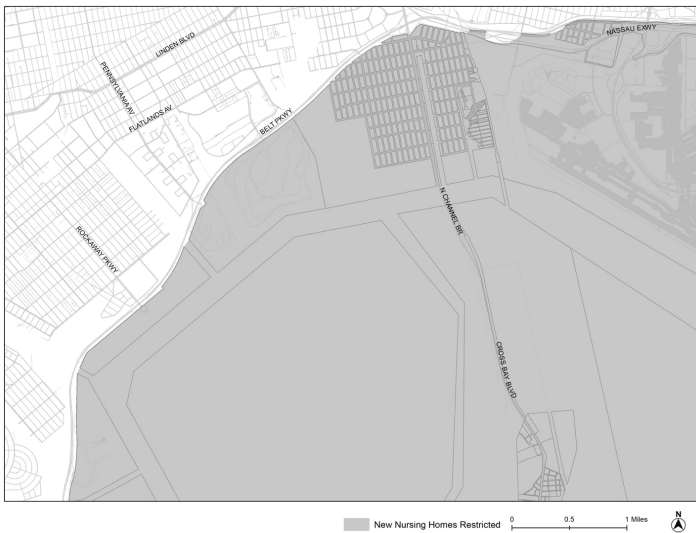 NASSAU EXWY
LINDEN BLVD
PENNSYLVANIA AV
FLATLANDS AV
BELT PKWY
N CHANNEL BR
ROCKAWAY PKWY
CROSS BAY BLVD
New Nursing Homes Restricted
0 0.5 1 Miles
N